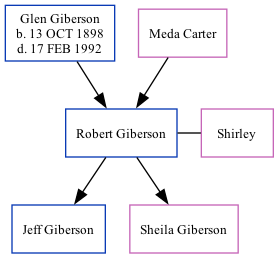 Glen Giberson
b. 13 OCT 1898
d. 17 FEB 1992
Meda Carter
Robert Giberson
Shirley
Jeff Giberson
Sheila Giberson